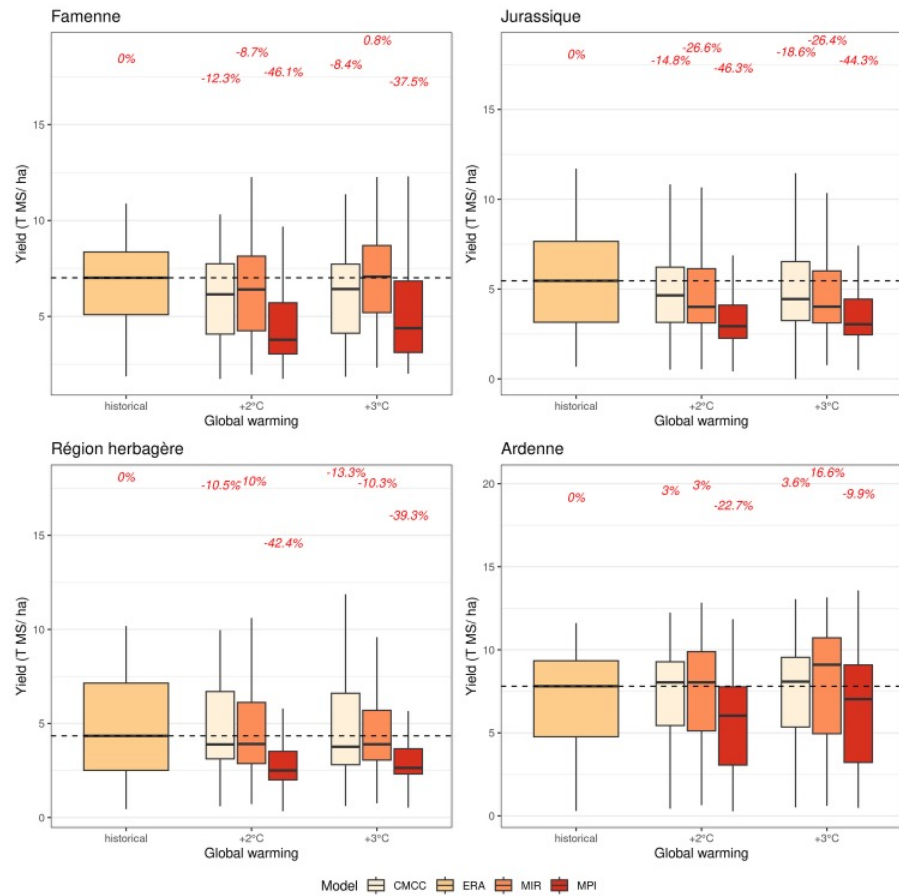 Famenne
0%
-12.3%
-8.7%
-46.1%
-8.4%
0.8%
-37.5%
15
10
5
Yield (T MS/ ha)
historical
+2°C
+3°C
Global warming
Jurassique
0%
-14.8%
-26.6%
-46.3%
-18.6%
-26.4%
-44.3%
15
10
5
0
Yield (T MS/ ha)
historical
+2°C
+3°C
Global warming
Région herbagère
0%
-10.5%
10%
-42.4%
-13.3%
-10.3%
-39.3%
15
10
5
0
Yield (T MS/ ha)
historical
+2°C
+3°C
Global warming
Ardenne
0%
3%
3%
-22.7%
3.6%
16.6%
-9.9%
20
15
10
5
0
Yield (T MS/ ha)
historical
+2°C
+3°C
Global warming
Model CMCC ERA MIR MPI